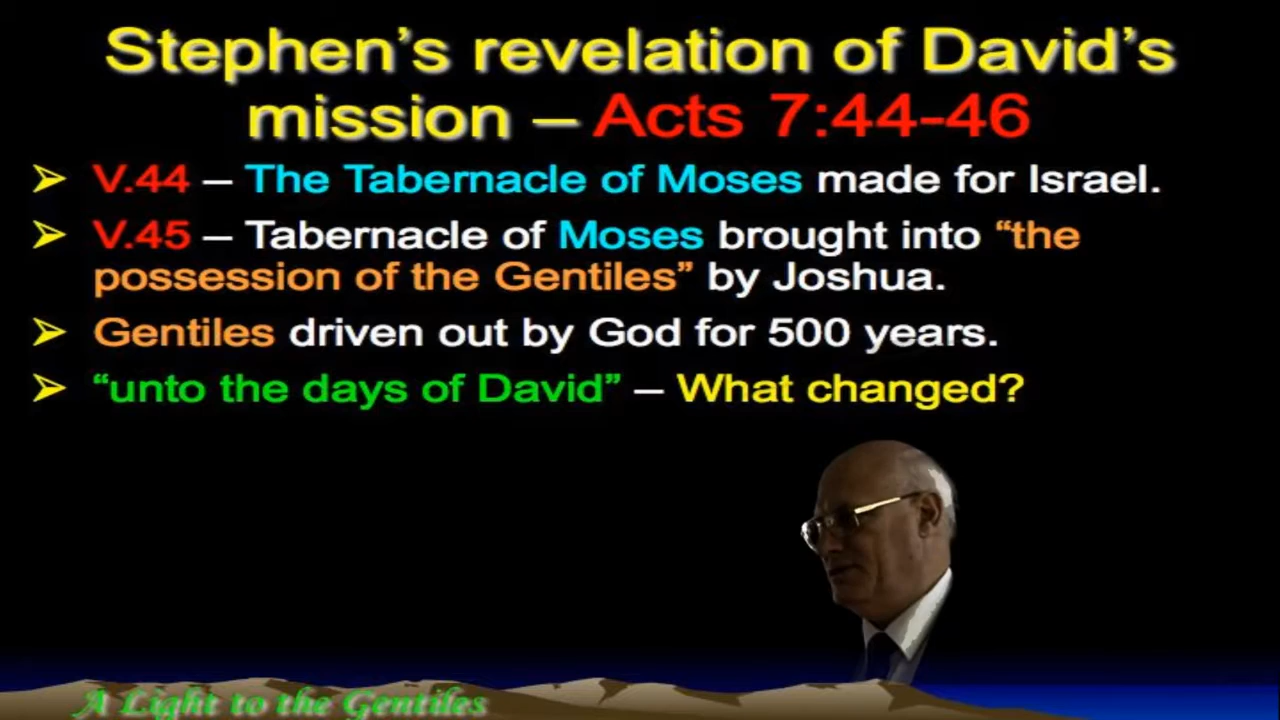 Stephen’s revelation of David’s
mission – Acts 7:44-46
➢ V.44 – The Tabernacle of Moses made for Israel.
➢ V.45 – Tabernacle of Moses brought into “the
possession of the Gentiles” by Joshua.
➢ Gentiles driven out by God for 500 years.
➢ “unto the days of David” – What changed?
A Light to the Gentiles